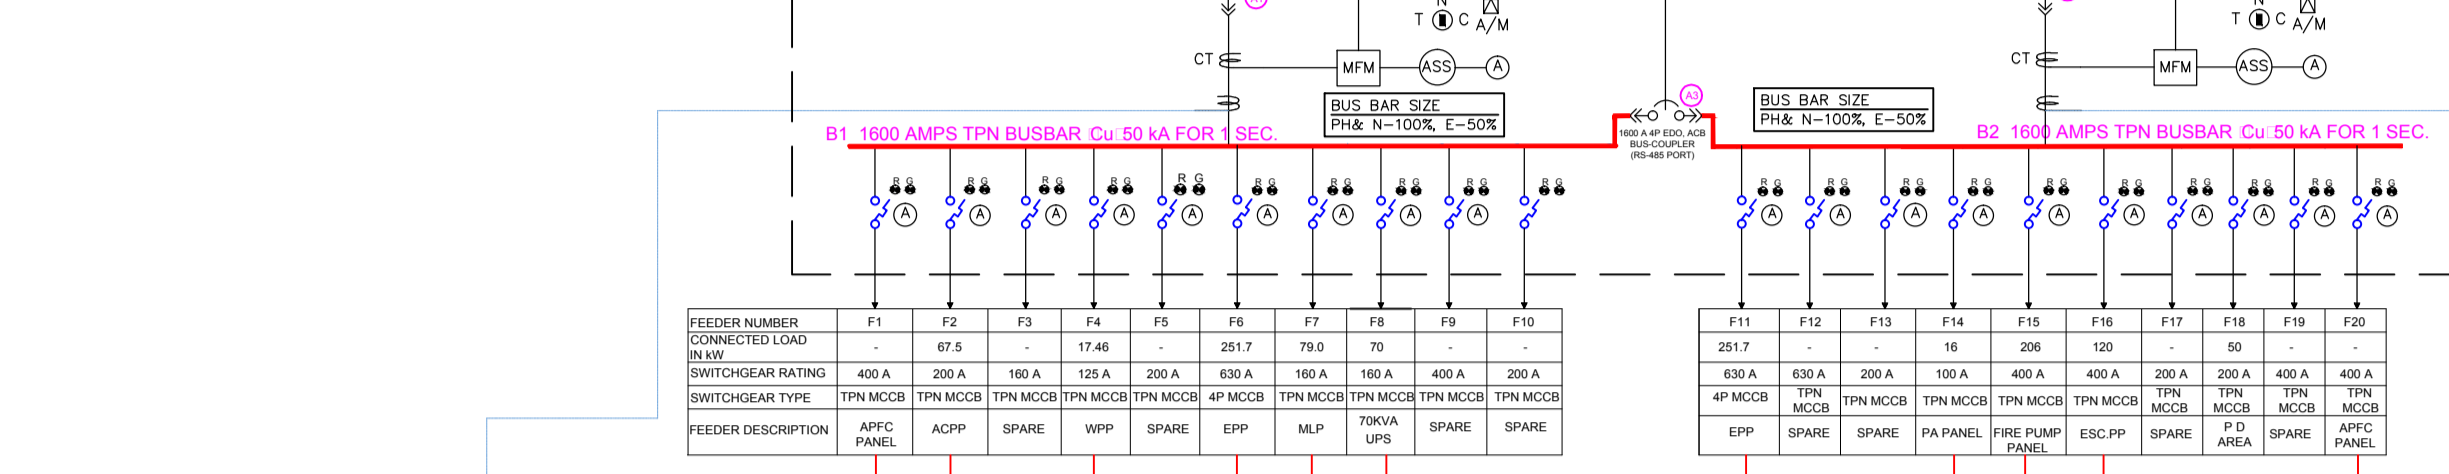 N
T C A/M
CT
MFM
ASS
A
BUS BAR SIZE
PH& N-100%, E-50%
B1 1600 AMPS TPN BUSBAR Cu 50 kA FOR 1 SEC.
A3
1600 A 4P EDO, ACB
BUS-COUPLER
(RS-485 PORT)
T C A/M
CT
MFM
ASS
A
BUS BAR SIZE
PH& N-100%, E-50%
B2 1600 AMPS TPN BUSBAR Cu 50 kA FOR 1 SEC.
R G R G R G R G R G R G R G R G R G R G
A A A A A A A A A
R G R G R G R G R G R G R G R G R G R G
A A A A A A A A A A
FEEDER NUMBER F1 F2 F3 F4 F5 F6 F7 F8 F9 F10
CONNECTED LOAD
IN kW - 67.5 - 17.46 - 251.7 79.0 70 - -
SWITCHGEAR RATING 400 A 200 A 160 A 125 A 200 A 630 A 160 A 160 A 400 A 200 A
SWITCHGEAR TYPE TPN MCCB TPN MCCB TPN MCCB TPN MCCB TPN MCCB 4P MCCB TPN MCCB TPN MCCB TPN MCCB TPN MCCB
FEEDER DESCRIPTION APFC PANEL ACPP SPARE WPP SPARE EPP MLP 70KVA UPS SPARE SPARE
F11 F12 F13 F14 F15 F16 F17 F18 F19 F20
251.7 - - 16 206 120 - 50 - -
630 A 630 A 200 A 100 A 400 A 400 A 200 A 200 A 400 A 400 A
4P MCCB TPN MCCB TPN MCCB TPN MCCB TPN MCCB TPN MCCB TPN MCCB TPN MCCB TPN MCCB TPN MCCB
EPP SPARE SPARE PA PANEL FIRE PUMP PANEL ESC.PP SPARE P D AREA SPARE APFC PANEL